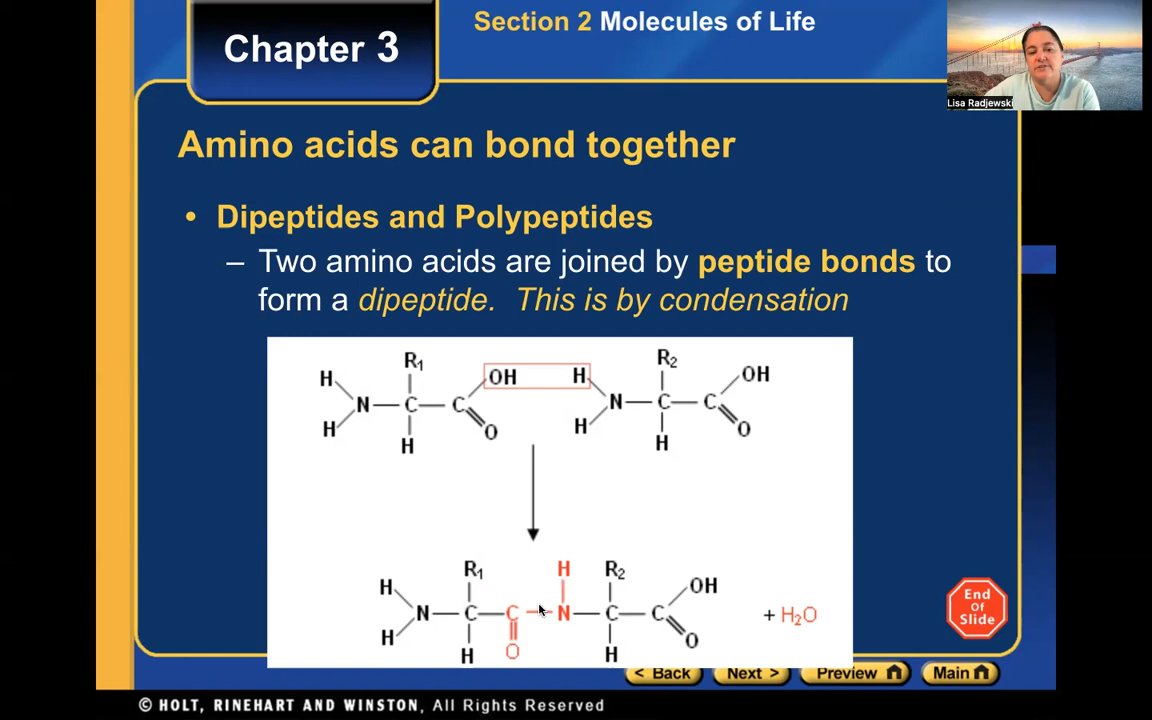 Section 2 Molecules of Life
Chapter 3
Lisa Radjewski
Amino acids can bond together
• Dipeptides and Polypeptides
– Two amino acids are joined by peptide bonds to
form a dipeptide. This is by condensation
R₁ R₂
H OH H OH
N C C N C C
H O H O
H H
H
R₁ R₂
H OH
N C C N C C + H₂O
H O O
H H
End
Of
Slide
< Back Next > Preview Main
© HOLT, RINEHART AND WINSTON, All Rights Reserved